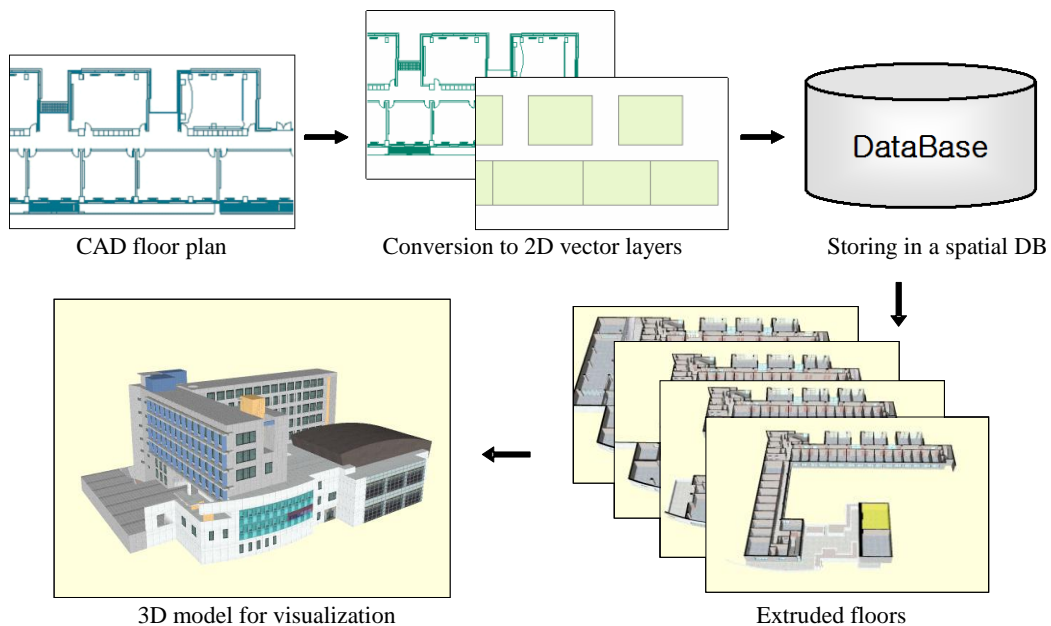 DataBase
CAD floor plan
Conversion to 2D vector layers
Storing in a spatial DB
3D model for visualization
Extruded floors